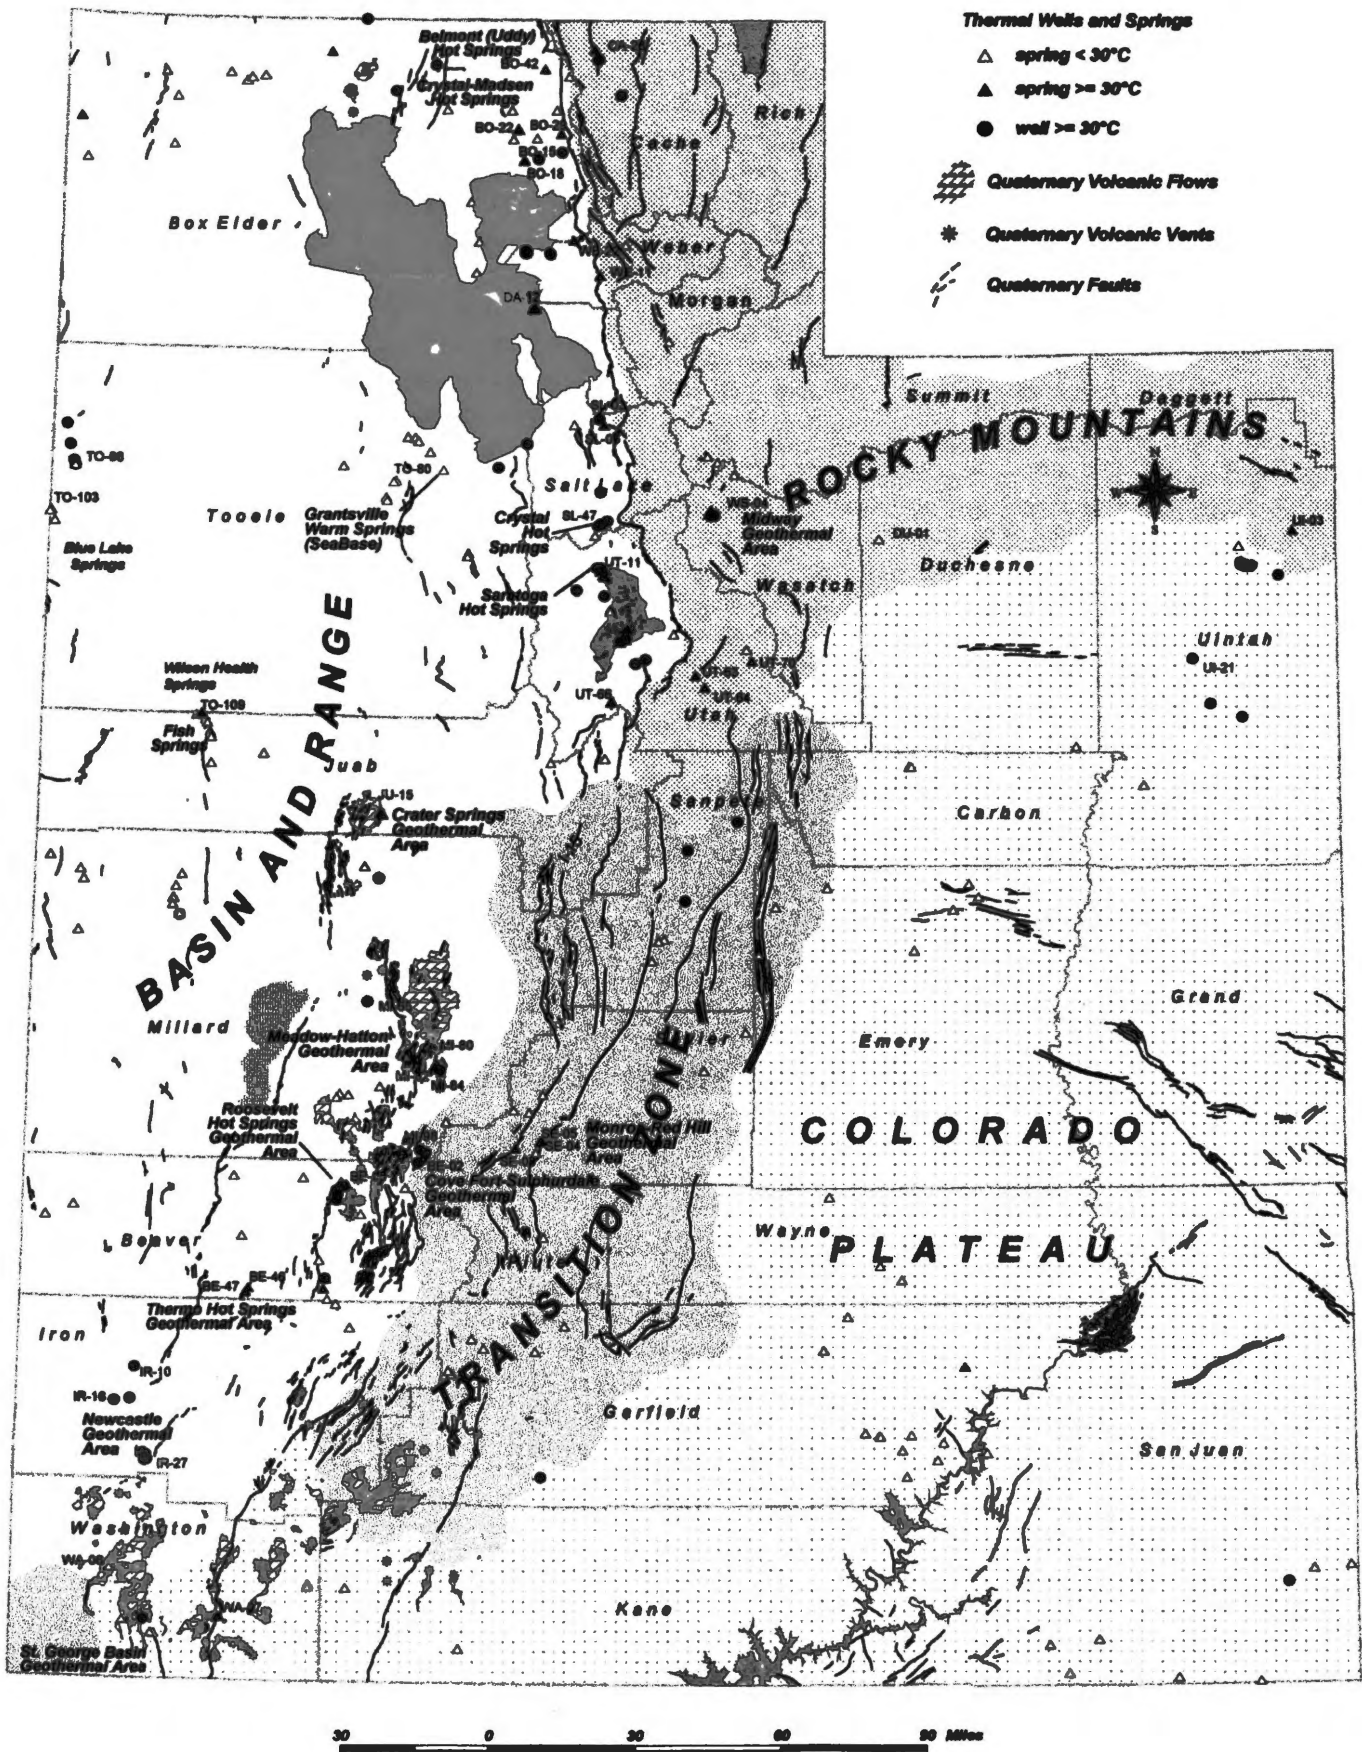 Thermal Wells and Springs
spring < 30°C
spring >= 30°C
well >= 30°C
Quaternary Volcanic Flows
Quaternary Volcanic Vents
Quaternary Faults
Belmont (Uddy)
Hot Springs
BO-42
Crystal-Madsen
Hot Springs
BO-22
BO-18
Rich
Cache
Box Elder
Weber
Morgan
DA-12
Summit
Daggett
ROCKY MOUNTAINS
N
S
E
TO-103
TO-80
Salt Lake
Tooele
Grantsville
Warm Springs
(SeaBase)
Crystal
Hot
Springs
SL-47
Midway
Geothermal
Area
DU-01
Blue Lake
Springs
Duchesne
UT-11
Saratoga
Hot Springs
Wasatch
Uintah
UI-21
Wilson Health
Springs
TO-109
Fish
Springs
Utah
BASIN AND RANGE
Juab
JU-15
Crater Springs
Geothermal
Area
Sanpete
Carbon
Millard
Meadow-Hatton
Geothermal
Area
Grand
Emery
Roosevelt
Hot Springs
Geothermal
Area
Monroe-Red Hill
Geothermal
Area
Cove Fort-Sulphurdale
Geothermal
Area
COLORADO
PLATEAU
TRANSITION ZONE
Wayne
Beaver
BE-47
Thermo Hot Springs
Geothermal Area
Iron
IR-10
IR-16
Newcastle
Geothermal
Area
IR-27
Garfield
San Juan
Washington
Kane
St. George Basin
Geothermal Area
30 0 30 60 90 Miles